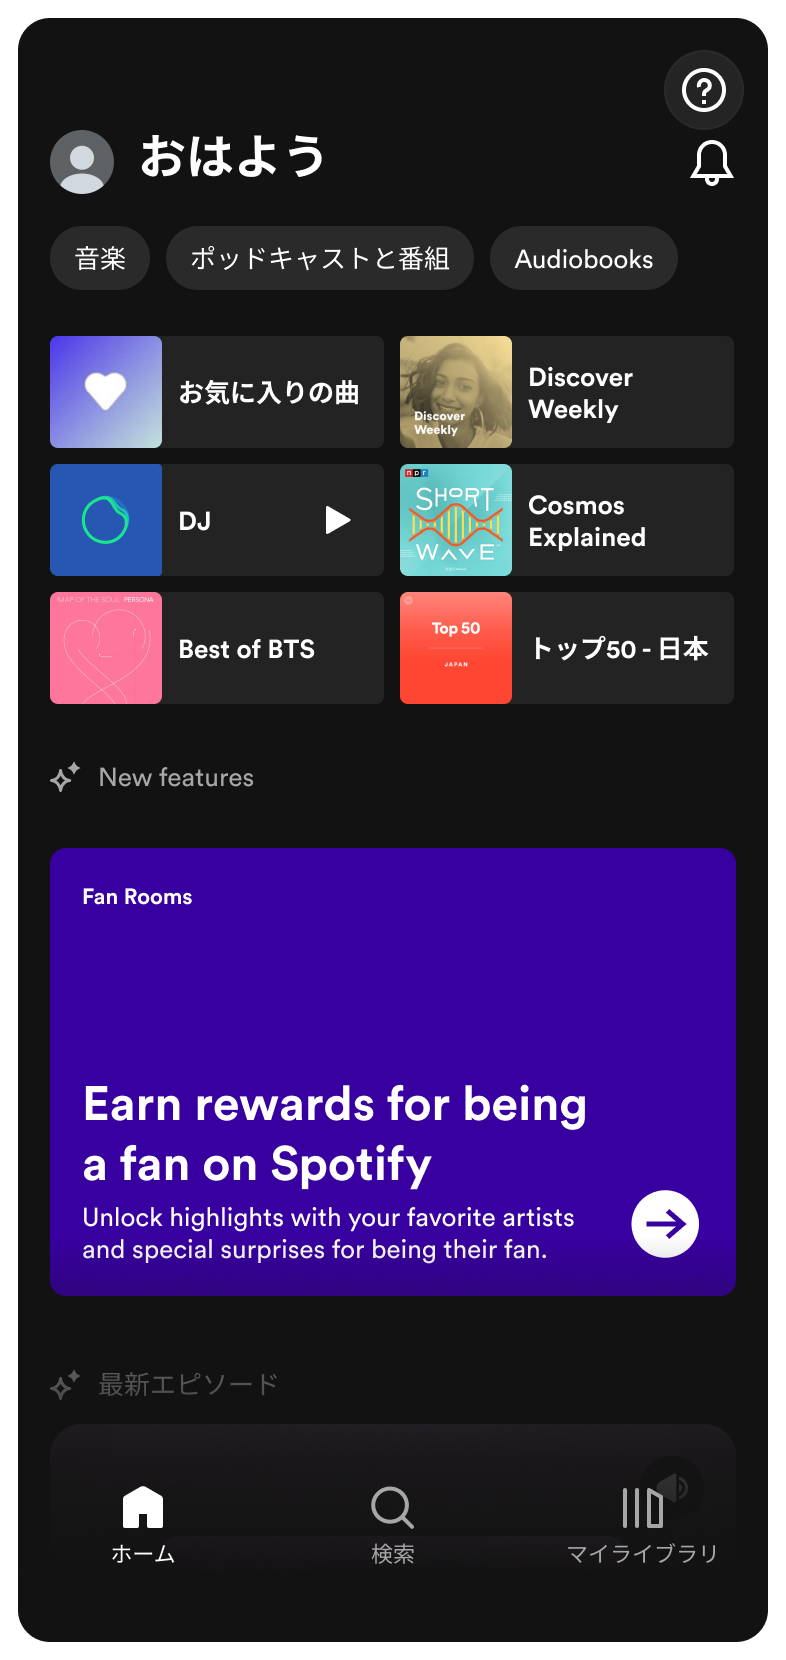 おはよう
音楽
ポッドキャストと番組
Audiobooks
お気に入りの曲
Discover
Weekly
Discover
Weekly
DJ
npr
SHORT
WAVE
Cosmos
Explained
MAP OF THE SOUL PERSONA
Best of BTS
Top 50
JAPAN
トップ50 - 日本
New features
Fan Rooms
Earn rewards for being
a fan on Spotify
Unlock highlights with your favorite artists
and special surprises for being their fan.
最新エピソード
ホーム
検索
マイライブラリ